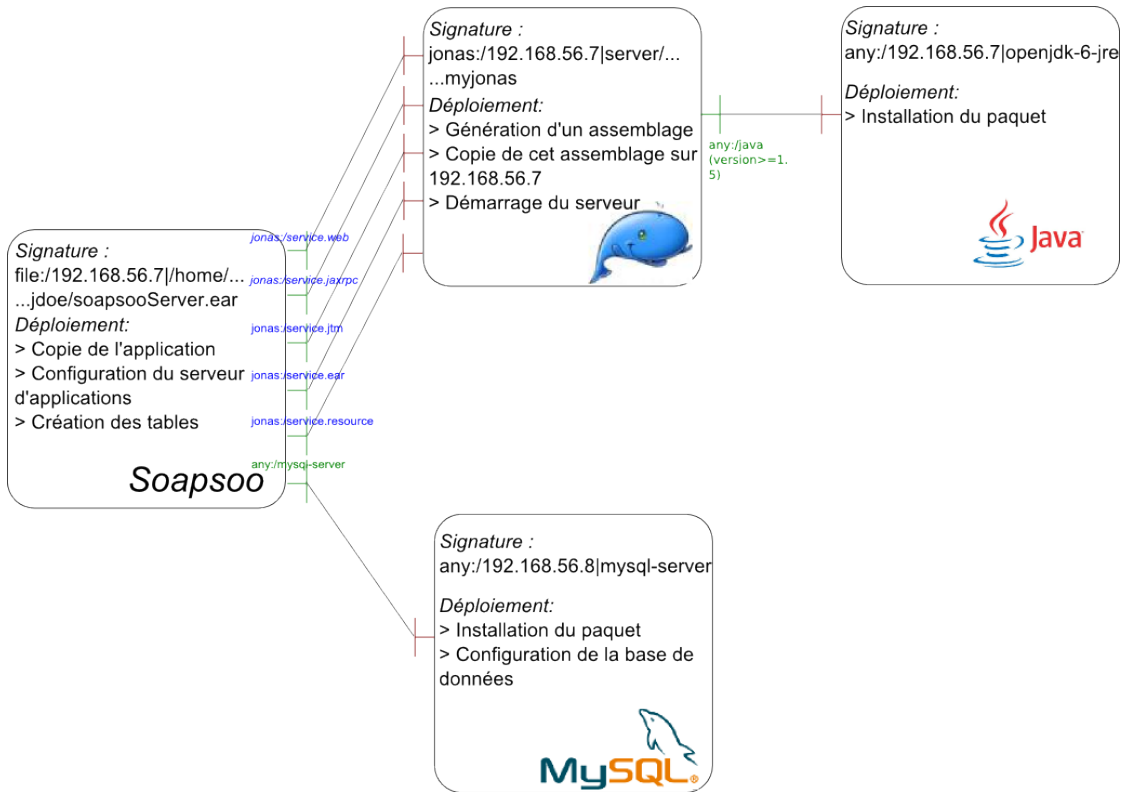 Signature :
jonas:/192.168.56.7|server/...
...myjonas
Déploiement:
> Génération d'un assemblage
> Copie de cet assemblage sur
192.168.56.7
> Démarrage du serveur
any:/java
(version>=1.
5)
Signature :
any:/192.168.56.7|openjdk-6-jre
Déploiement:
> Installation du paquet
Java
Signature :
file:/192.168.56.7|/home/...
...jdoe/soapsooServer.ear
Déploiement:
> Copie de l'application
> Configuration du serveur
d'applications
> Création des tables
Soapsoo
jonas:/service.web
jonas:/service.jaxrpc
jonas:/service.jtm
jonas:/service.ear
jonas:/service.resource
any:/mysql-server
Signature :
any:/192.168.56.8|mysql-server
Déploiement:
> Installation du paquet
> Configuration de la base de
données
MySQL®